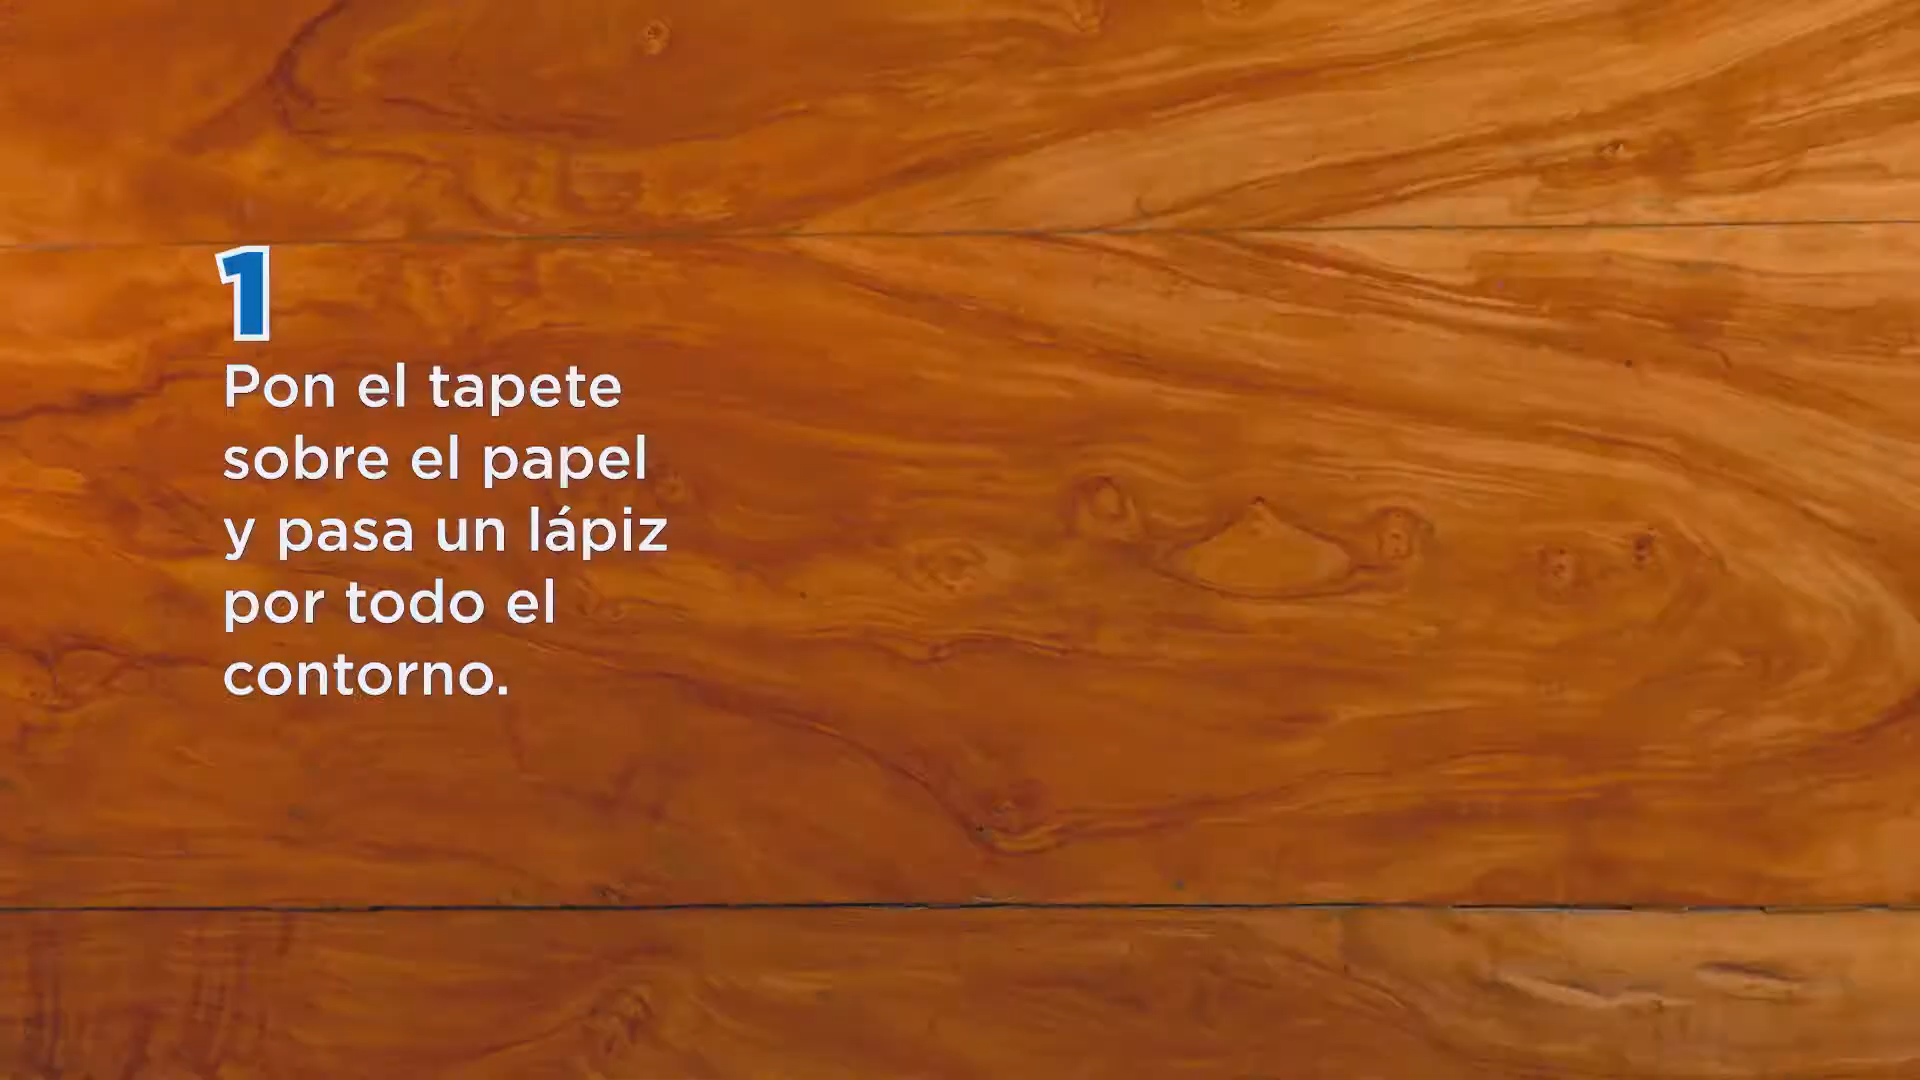 1
Pon el tapete
sobre el papel
y pasa un lápiz
por todo el
contorno.